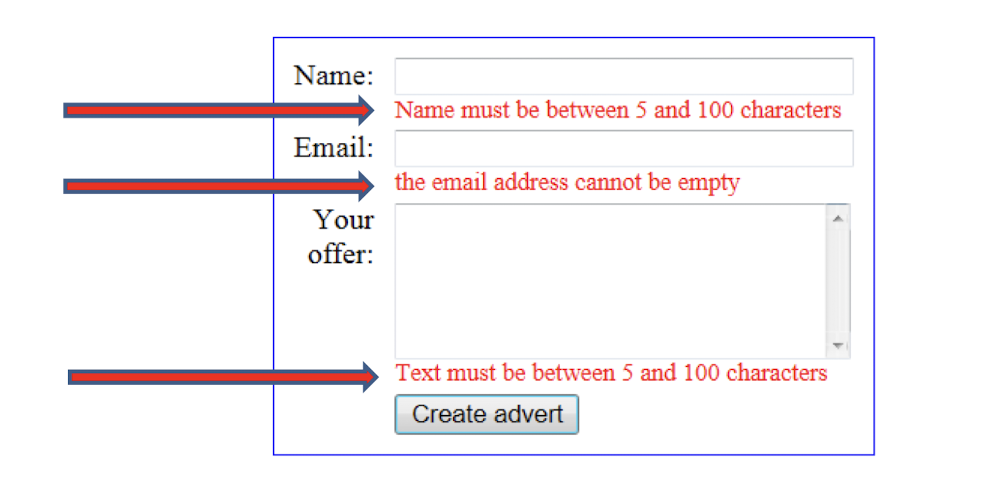 Name:
Name must be between 5 and 100 characters
Email:
the email address cannot be empty
Your
offer:
Text must be between 5 and 100 characters
Create advert